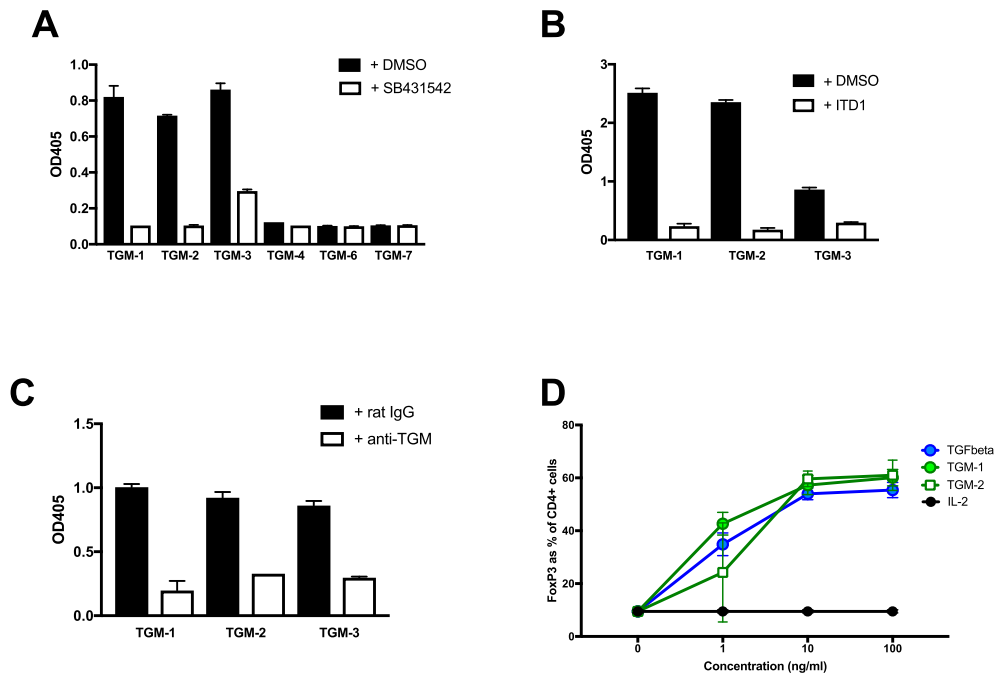 A
OD405
1.0
0.8
0.6
0.4
0.2
0.0
+ DMSO
+ SB431542
TGM-1 TGM-2 TGM-3 TGM-4 TGM-6 TGM-7
B
OD405
3
2
1
0
+ DMSO
+ ITD1
TGM-1 TGM-2 TGM-3
C
OD405
1.5
1.0
0.5
0.0
+ rat IgG
+ anti-TGM
TGM-1 TGM-2 TGM-3
D
FoxP3 as % of CD4+ cells
80
60
40
20
0
TGFbeta
TGM-1
TGM-2
IL-2
0 1 10 100
Concentration (ng/ml)